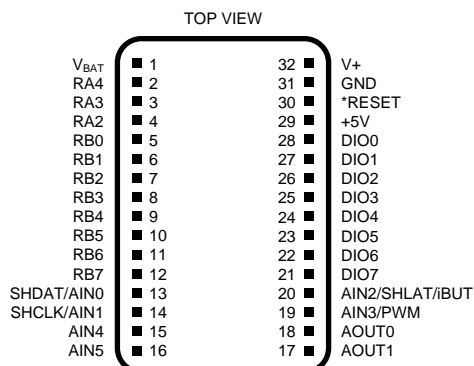 TOP VIEW
VBAT 1 32 V+
RA4 2 31 GND
RA3 3 30 *RESET
RA2 4 29 +5V
RB0 5 28 DIO0
RB1 6 27 DIO1
RB2 7 26 DIO2
RB3 8 25 DIO3
RB4 9 24 DIO4
RB5 10 23 DIO5
RB6 11 22 DIO6
RB7 12 21 DIO7
SHDAT/AIN0 13 20 AIN2/SHLAT/iBUT
SHCLK/AIN1 14 19 AIN3/PWM
AIN4 15 18 AOUT0
AIN5 16 17 AOUT1